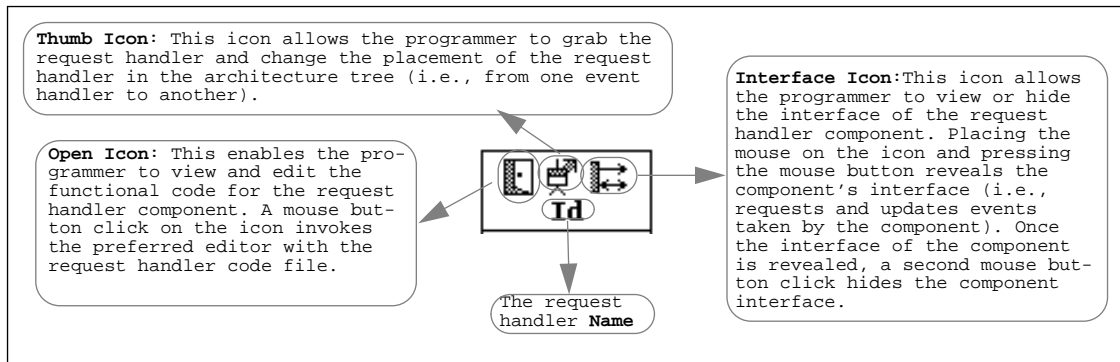 Thumb Icon: This icon allows the programmer to grab the
request handler and change the placement of the request
handler in the architecture tree (i.e., from one event
handler to another).
Open Icon: This enables the pro-
grammer to view and edit the
functional code for the request
handler component. A mouse but-
ton click on the icon invokes
the preferred editor with the
request handler code file.
Id
The request
handler Name
Interface Icon:This icon allows
the programmer to view or hide
the interface of the request
handler component. Placing the
mouse on the icon and pressing
the mouse button reveals the
component's interface (i.e.,
requests and updates events
taken by the component). Once
the interface of the component
is revealed, a second mouse but-
ton click hides the component
interface.